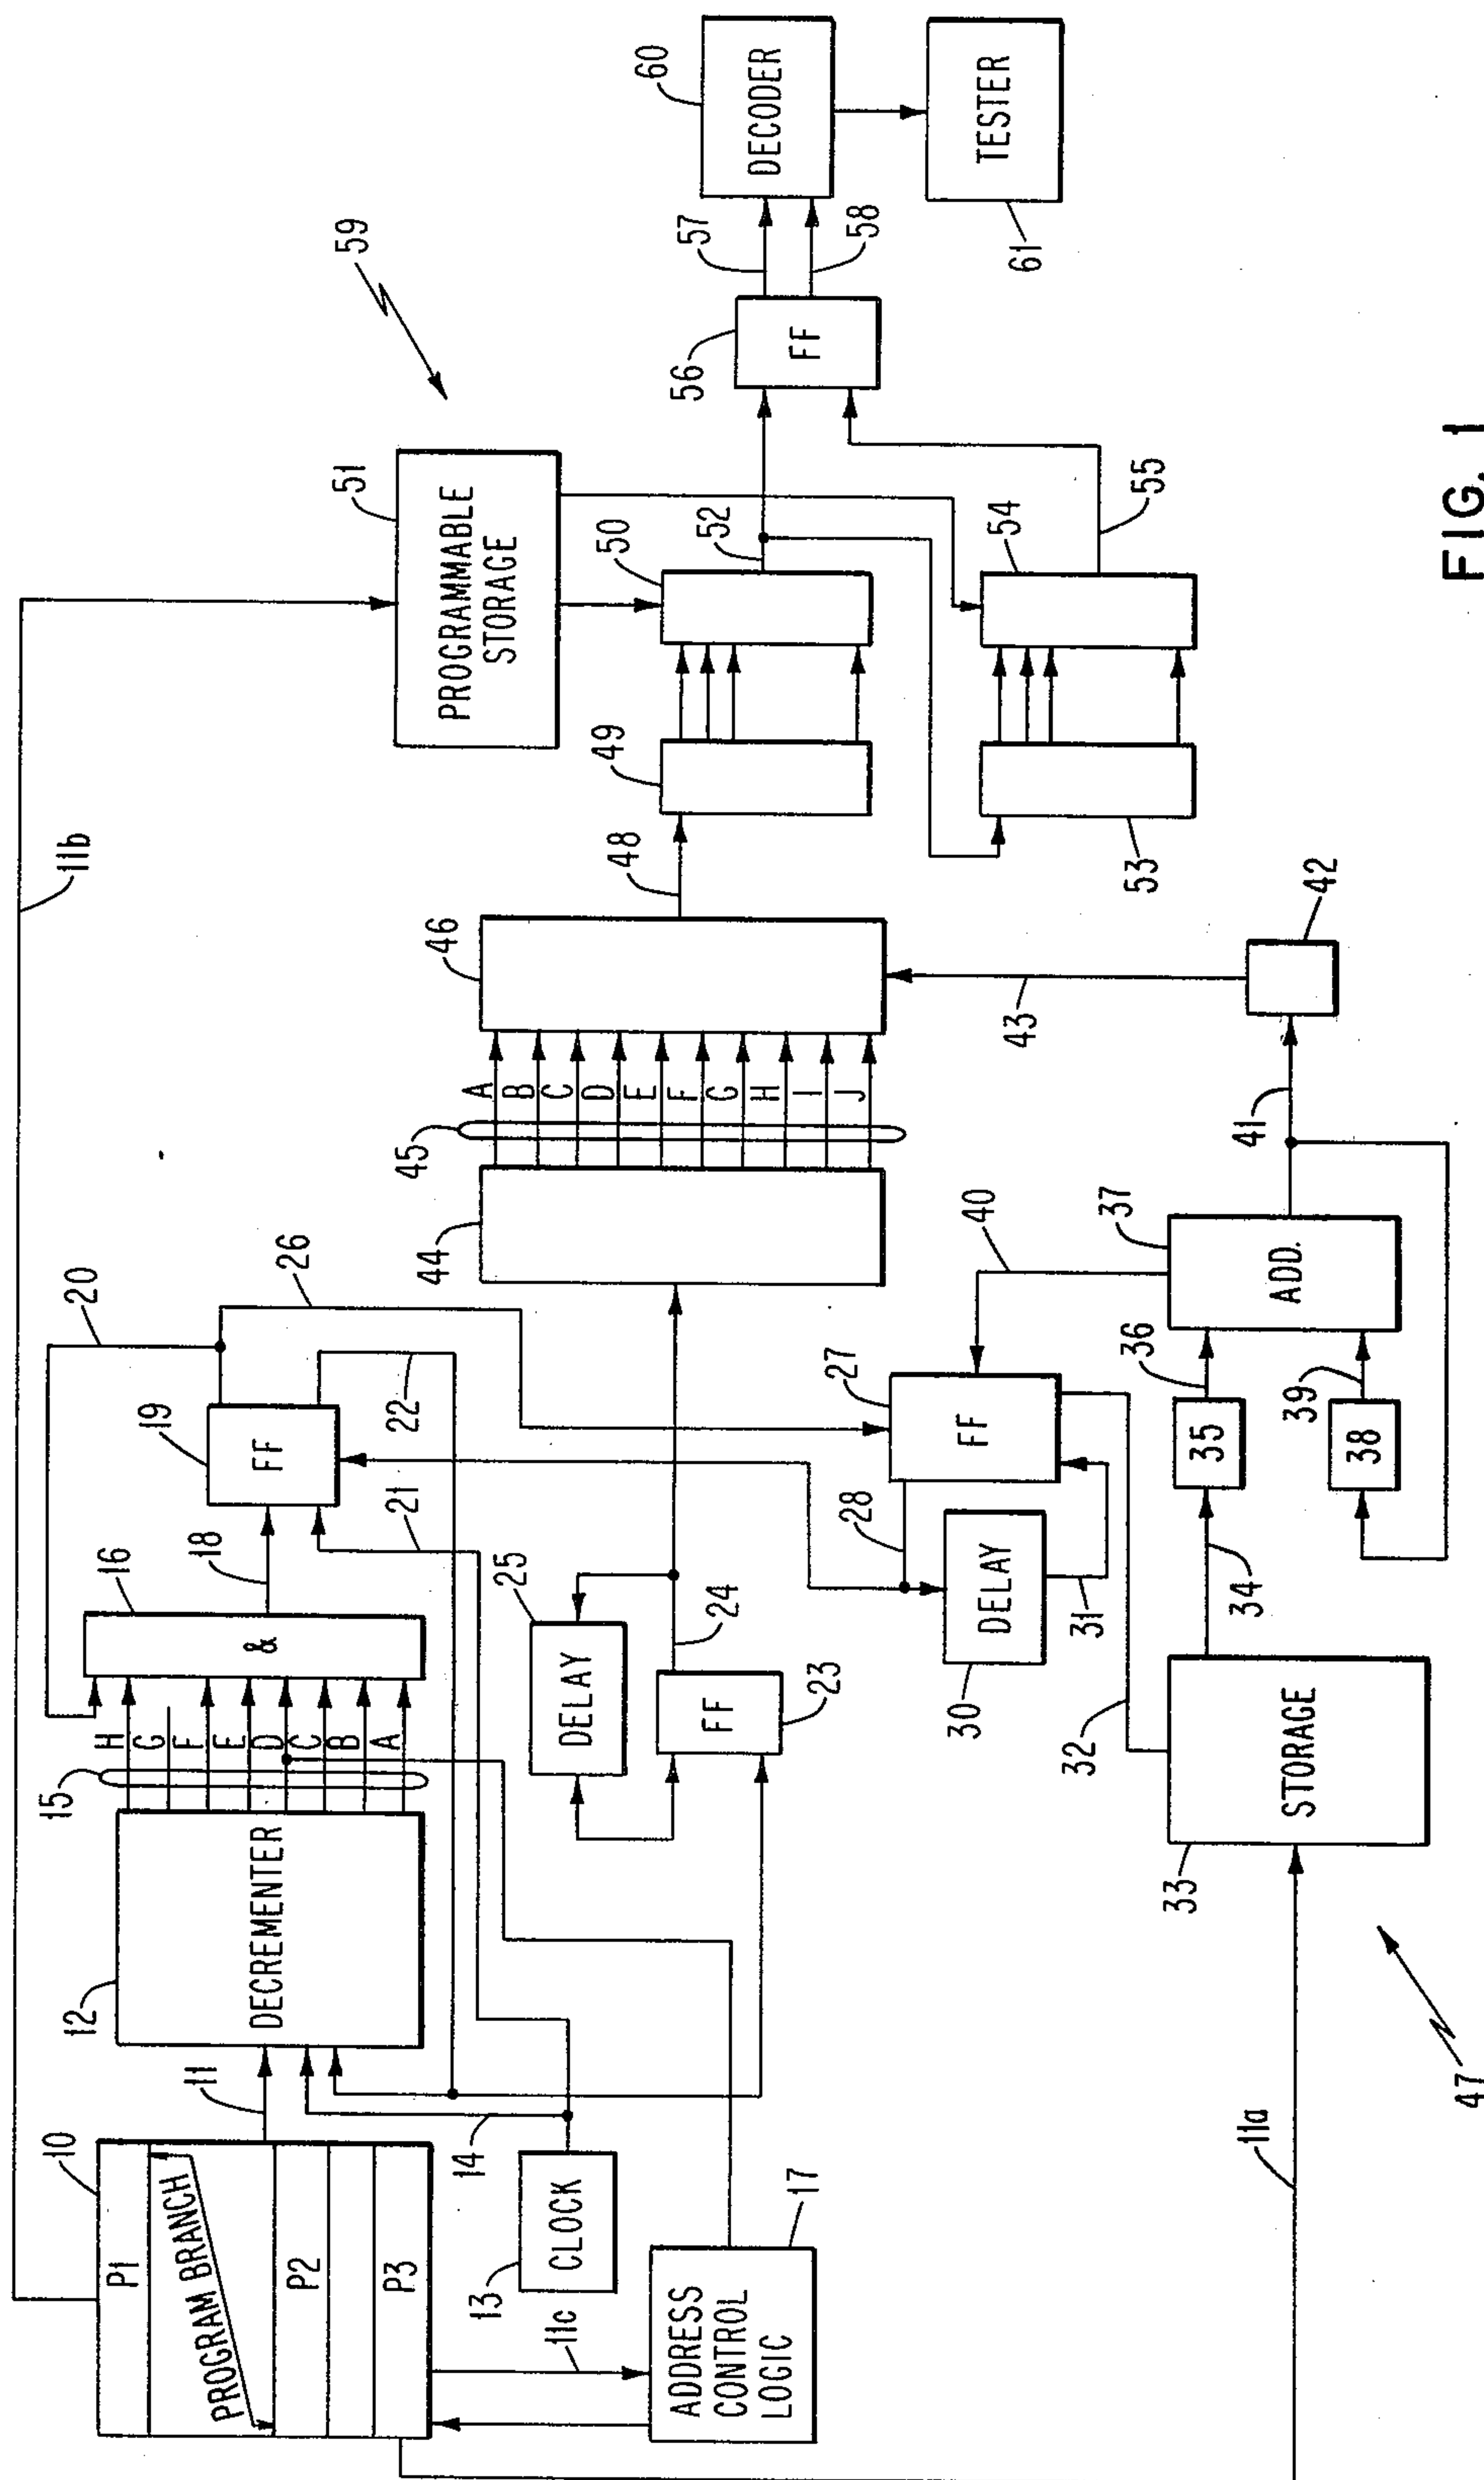 10
P1
PROGRAM BRANCH
P2
P3
11
11b
11c
11a
12
DECREMENTER
13
CLOCK
14
15
H
G
F
E
D
C
B
A
16
&
17
ADDRESS
CONTROL
LOGIC
18
19
FF
20
21
22
26
23
FF
24
25
DELAY
27
FF
28
30
DELAY
31
32
33
STORAGE
34
35
36
37
ADD.
38
39
40
41
42
43
44
45
A
B
C
D
E
F
G
H
I
J
46
47
48
49
50
51
PROGRAMMABLE
STORAGE
52
53
54
55
56
FF
57
58
59
60
DECODER
61
TESTER
FIG. 1